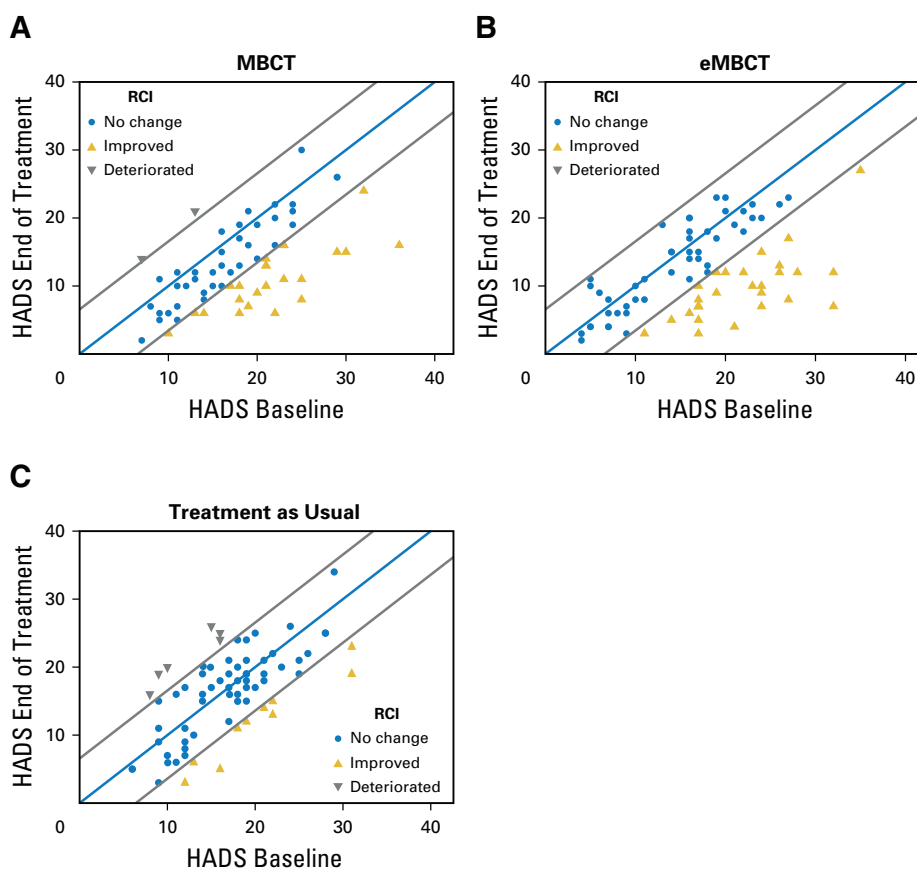 A
MBCT
HADS End of Treatment
40
30
20
10
0
10
20
30
40
HADS Baseline
RCI
No change
Improved
Deteriorated
B
eMBCT
HADS End of Treatment
40
30
20
10
0
10
20
30
40
HADS Baseline
RCI
No change
Improved
Deteriorated
C
Treatment as Usual
HADS End of Treatment
40
30
20
10
0
10
20
30
40
HADS Baseline
RCI
No change
Improved
Deteriorated